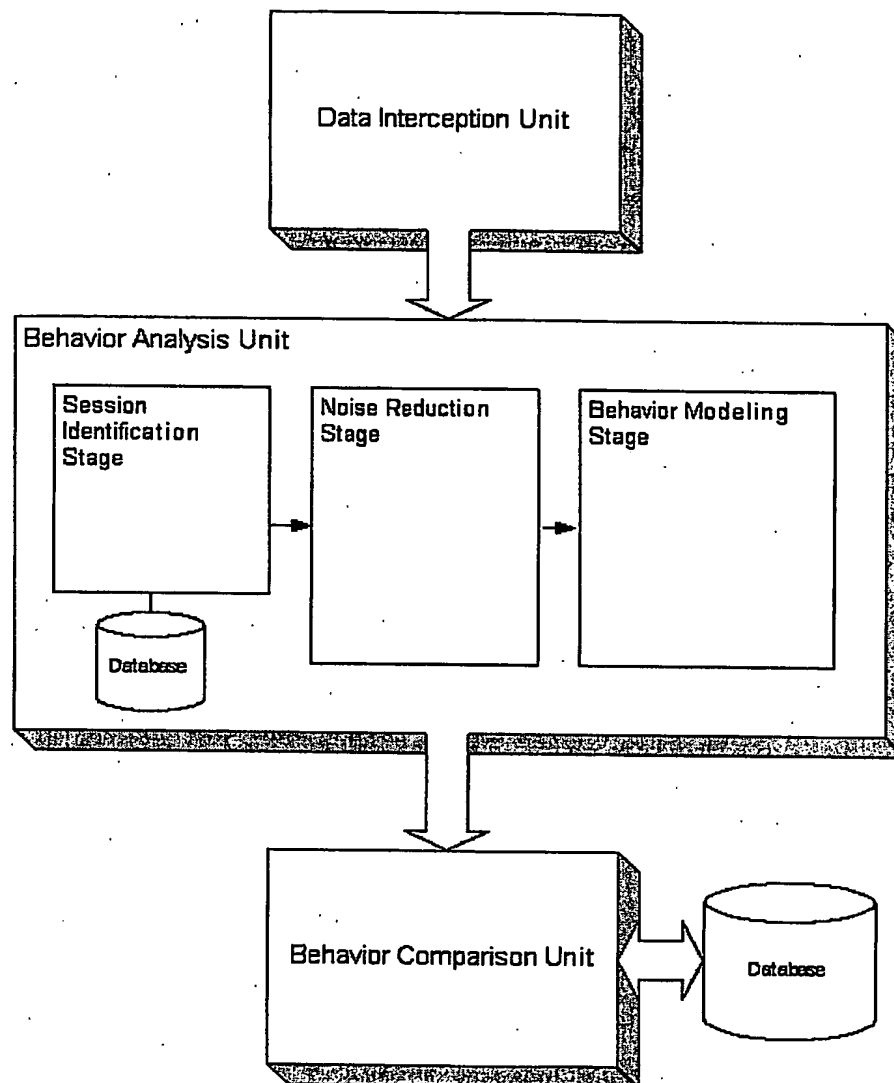 Data Interception Unit
Behavior Analysis Unit
Session
Identification
Stage
Noise Reduction
Stage
Behavior Modeling
Stage
Database
Behavior Comparison Unit
Database